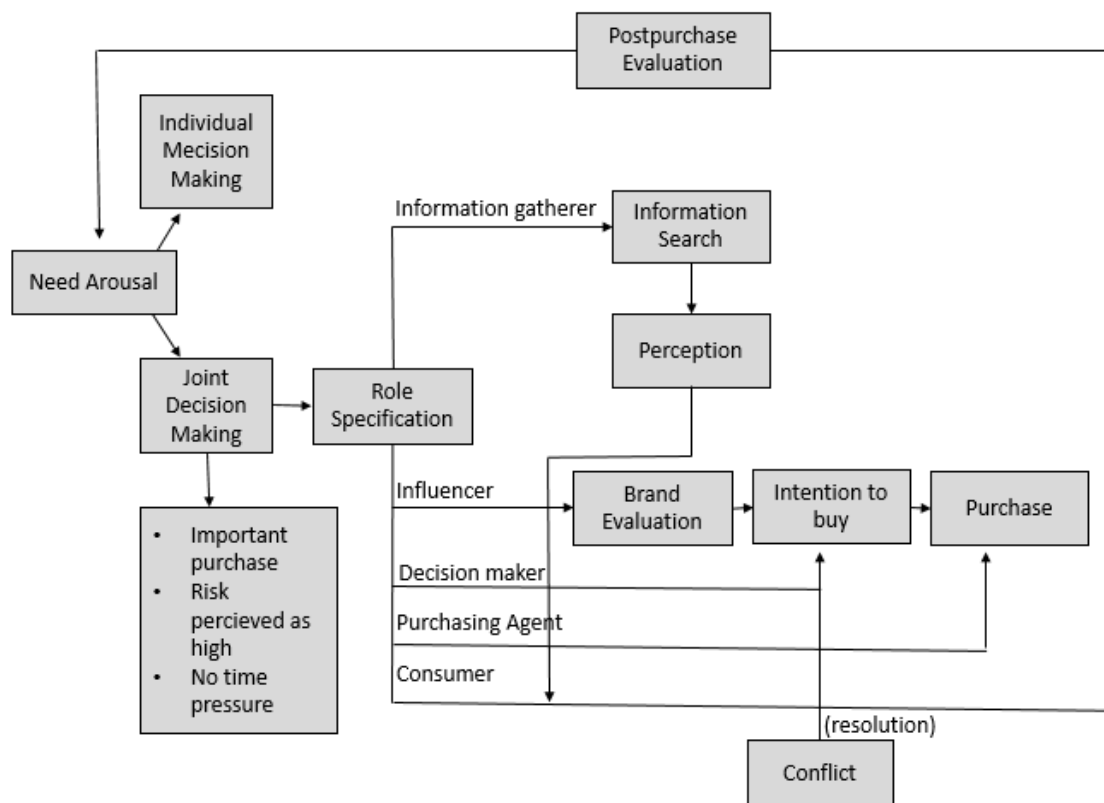 Postpurchase
Evaluation
Individual
Mecision
Making
Information gatherer
Information
Search
Need Arousal
Perception
Joint
Decision
Making
Role
Specification
Influencer
Brand
Evaluation
Intention to
buy
Purchase
• Important
purchase
• Risk
percieved as
high
• No time
pressure
Decision maker
Purchasing Agent
Consumer
(resolution)
Conflict